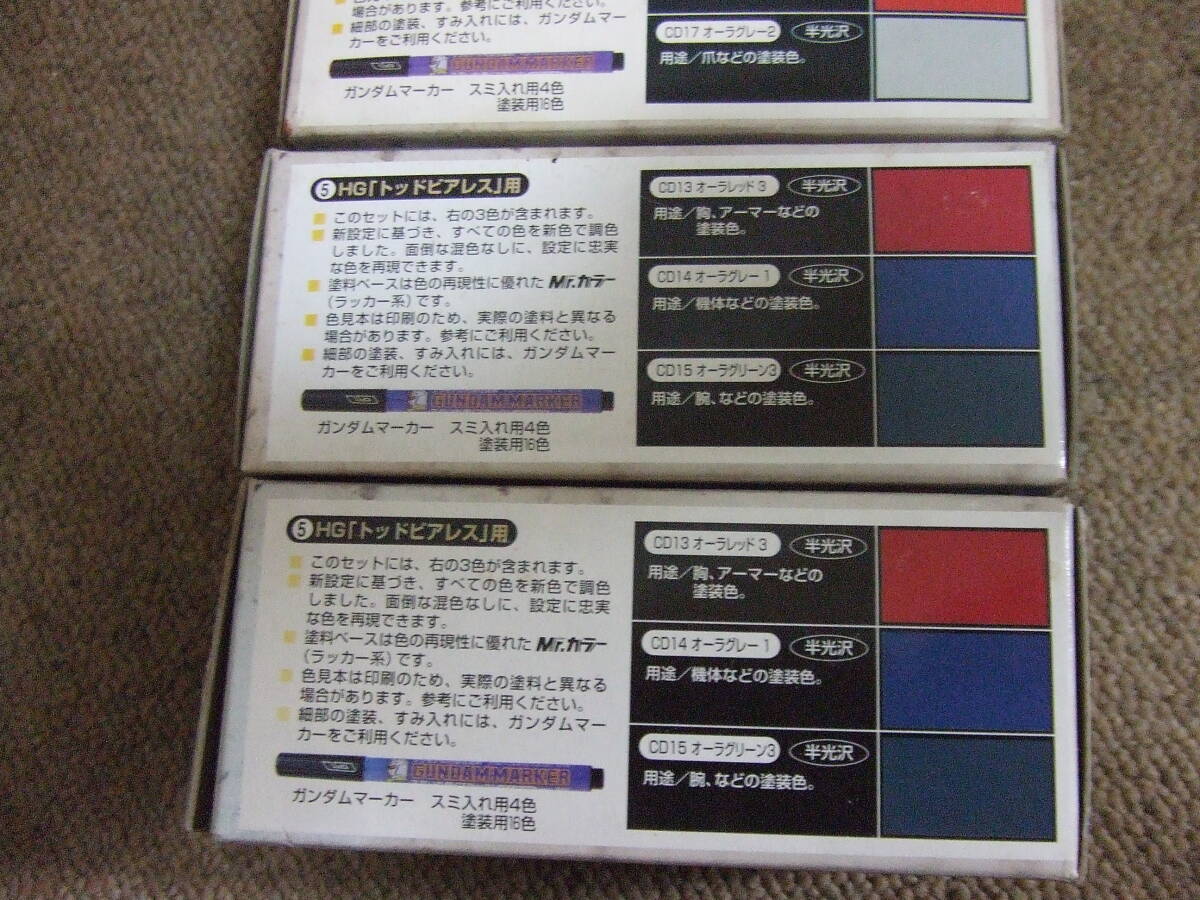 場合があります。参考にご利用ください。
細部の塗装、すみ入れには、ガンダムマー
カーをご利用ください。
GUNDAM MARKER
ガンダムマーカー スミ入れ用4色
塗装用16色
CD17 オーラグレー2 半光沢
用途／爪などの塗装色。
⑤HG「トッドビアレス」用
このセットには、右の3色が含まれます。
新設定に基づき、すべての色を新色で調色
しました。面倒な混色なしに、設定に忠実
な色を再現できます。
塗料ベースは色の再現性に優れた Mr.カラー
（ラッカー系）です。
色見本は印刷のため、実際の塗料と異なる
場合があります。参考にご利用ください。
細部の塗装、すみ入れには、ガンダムマー
カーをご利用ください。
GUNDAM MARKER
ガンダムマーカー スミ入れ用4色
塗装用16色
CD13 オーラレッド 3 半光沢
用途／胸、アーマーなどの
塗装色。
CD14 オーラグレー 1 半光沢
用途／機体などの塗装色。
CD15 オーラグリーン3 半光沢
用途／腕、などの塗装色。
⑤HG「トッドビアレス」用
このセットには、右の3色が含まれます。
新設定に基づき、すべての色を新色で調色
しました。面倒な混色なしに、設定に忠実
な色を再現できます。
塗料ベースは色の再現性に優れた Mr.カラー
（ラッカー系）です。
色見本は印刷のため、実際の塗料と異なる
場合があります。参考にご利用ください。
細部の塗装、すみ入れには、ガンダムマー
カーをご利用ください。
GUNDAM MARKER
ガンダムマーカー スミ入れ用4色
塗装用16色
CD13 オーラレッド 3 半光沢
用途／胸、アーマーなどの
塗装色。
CD14 オーラグレー 1 半光沢
用途／機体などの塗装色。
CD15 オーラグリーン3 半光沢
用途／腕、などの塗装色。